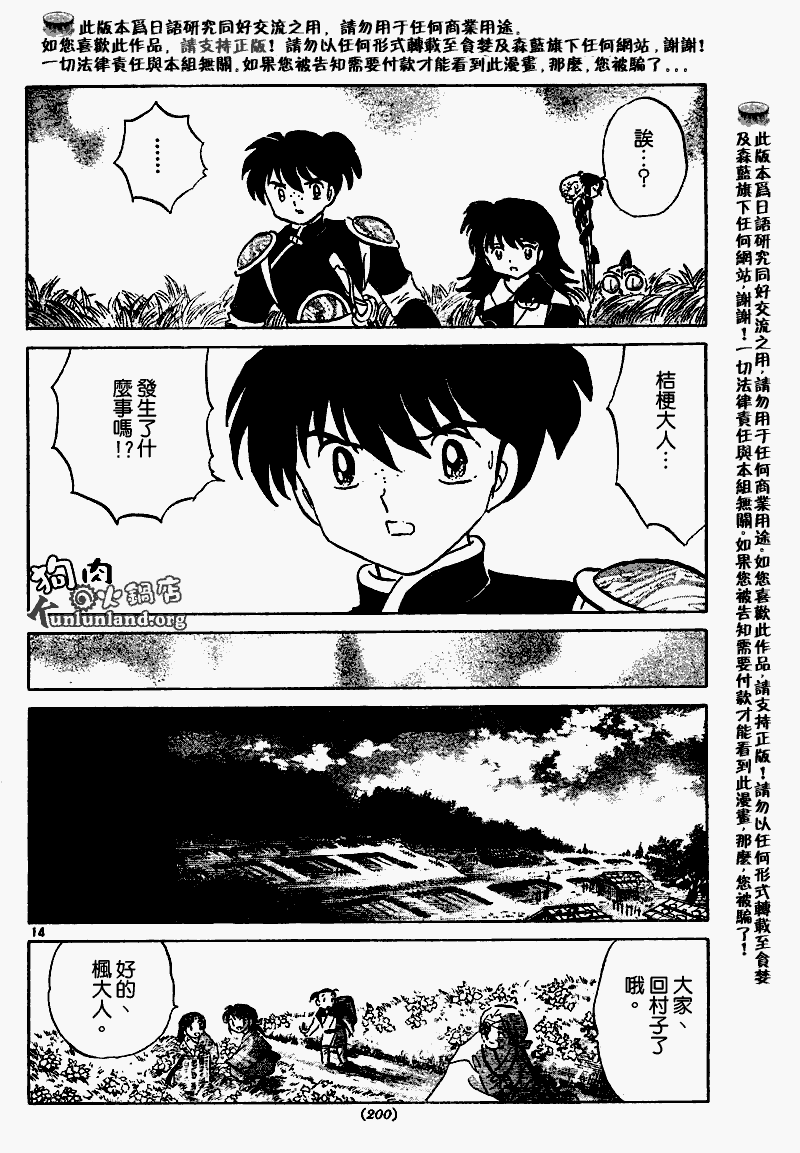 此版本爲日語研究同好交流之用，請勿用于任何商業用途。
如您喜歡此作品，請支持正版！請勿以任何形式轉載至貪婪及森藍旗下任何網站，謝謝！
一切法律責任與本組無關。如果您被告知需要付款才能看到此漫畫，那麼，您被騙了...
此版本爲日語研究同好交流之用，請勿用于任何商業用途。如您喜歡此作品，請支持正版！請勿以任何形式轉載至貪婪
及森藍旗下任何網站，謝謝！一切法律責任與本組無關。如果您被告知需要付款才能看到此漫畫，那麼，您被騙了！
誒…？
……
桔梗大人…
發生了什
麼事嗎!?
狗肉火鍋店
Kunlunland.org
14
大家、
回村子了
哦。
好的、
楓大人。
(200)